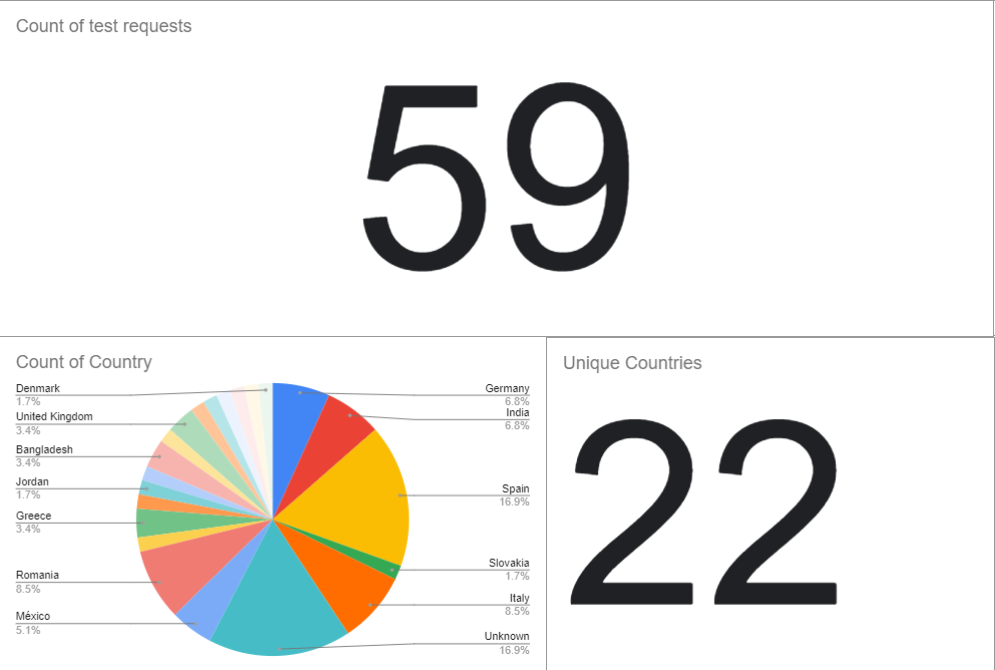 Count of test requests
59
Count of Country
Denmark
1.7%
United Kingdom
3.4%
Bangladesh
3.4%
Jordan
1.7%
Greece
3.4%
Romania
8.5%
México
5.1%
Germany
6.8%
India
6.8%
Spain
16.9%
Slovakia
1.7%
Italy
8.5%
Unknown
16.9%
Unique Countries
22